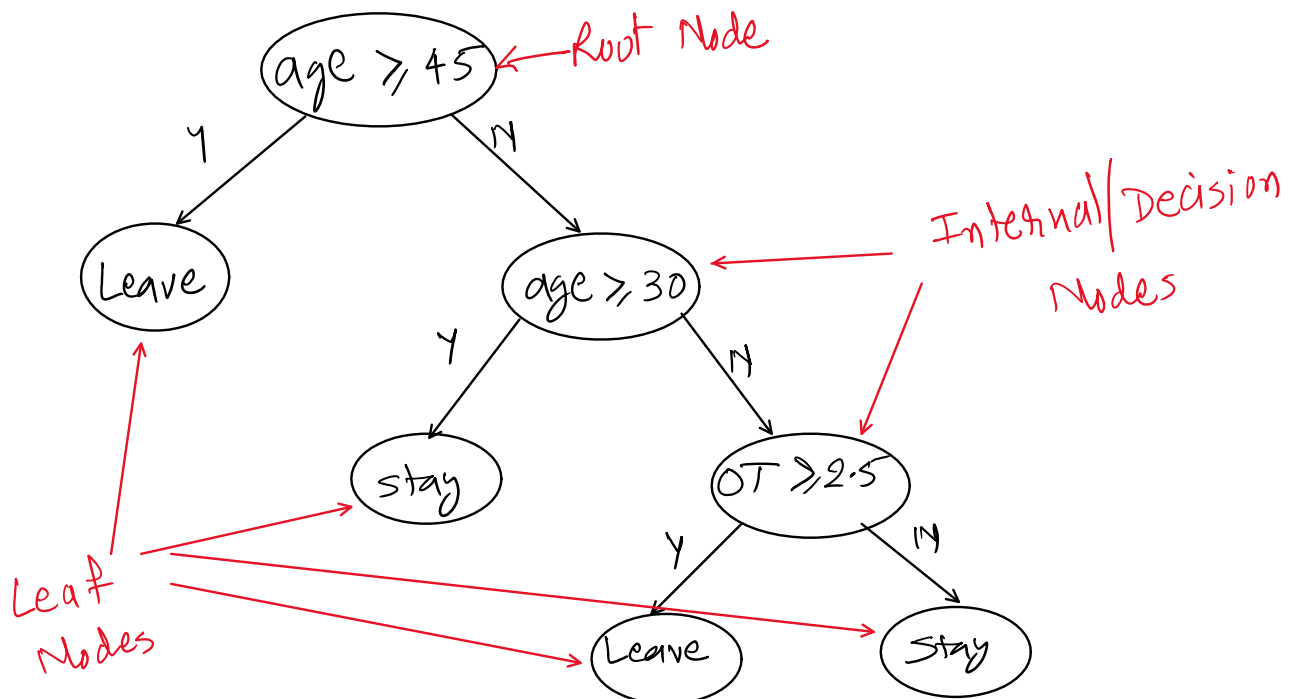 age ≥ 45
Root Node
Y
N
Internal/Decision
Nodes
Leave
age ≥ 30
Y
N
stay
OT ≥ 2.5
Y
N
Leaf
Nodes
Leave
Stay